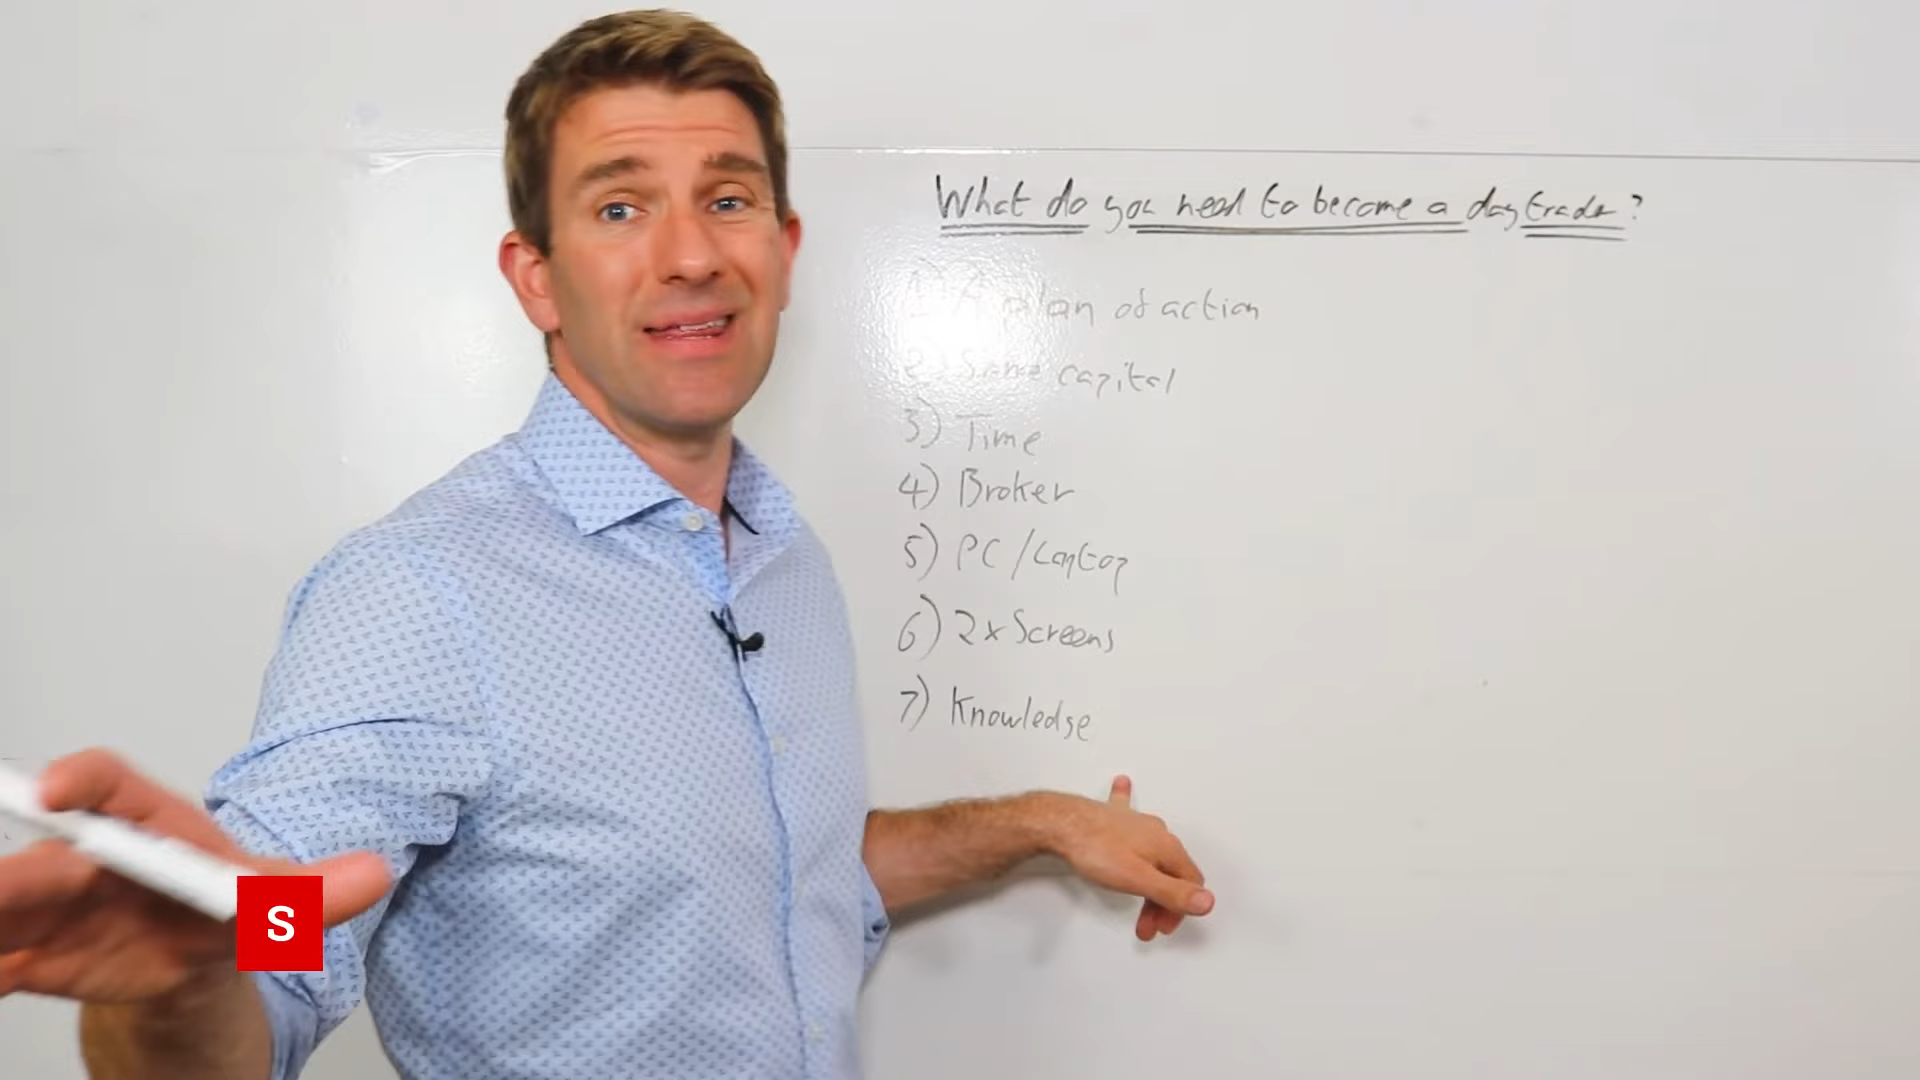 What do you need to become a day trader?
1) A plan of action
2) Some capital
3) Time
4) Broker
5) PC/Laptop
6) 2x Screens
7) Knowledge
S